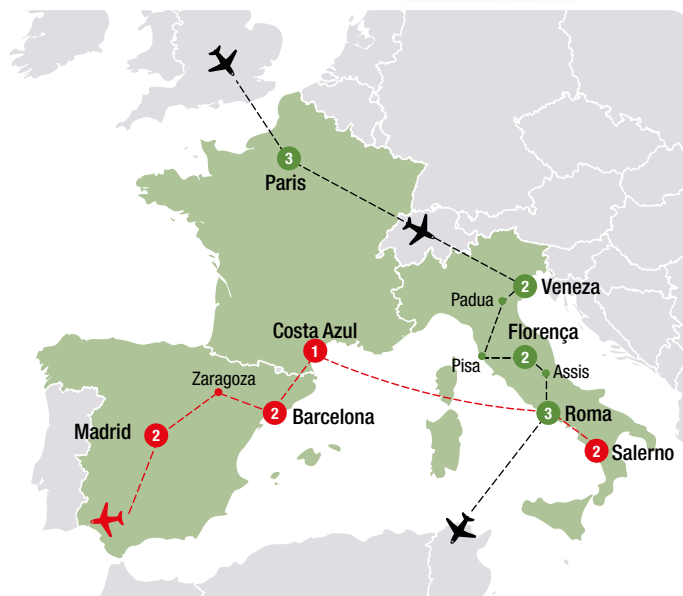 3
Paris
2 Veneza
Padua
Costa Azul
Florença
1
2
Pisa
Assis
Zaragoza
2 Barcelona
3 Roma
Madrid 2
2 Salerno